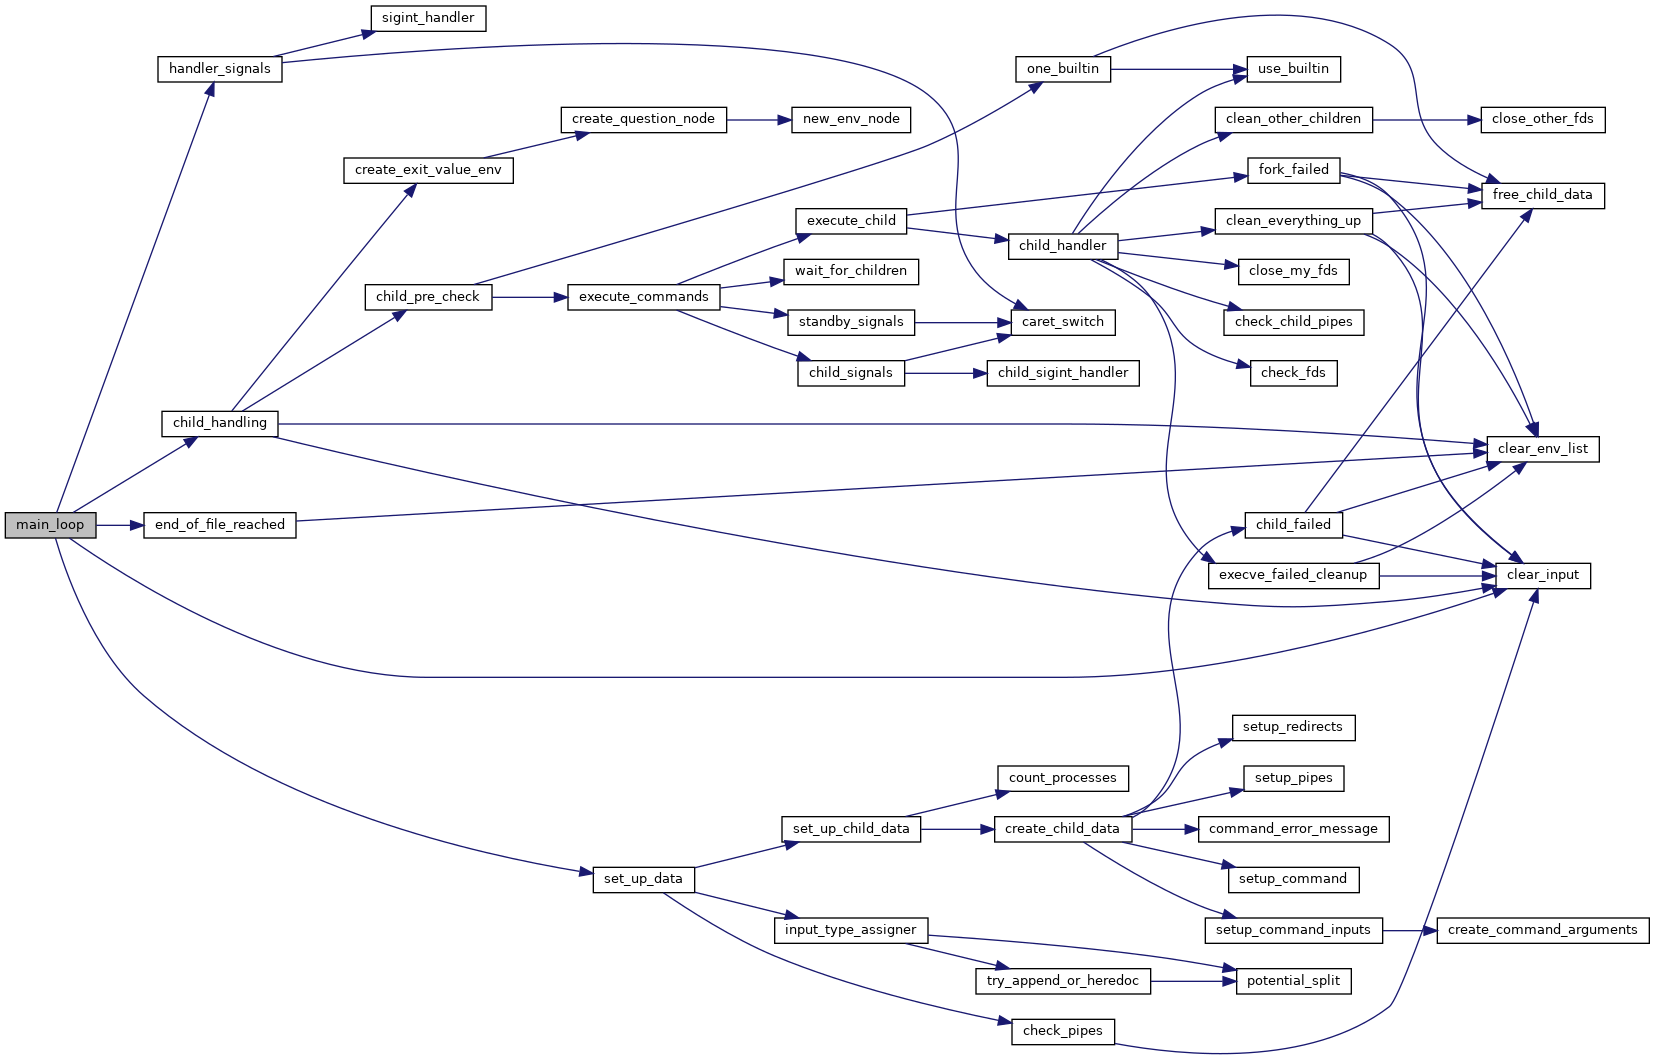 sigint_handler
handler_signals
one_builtin
use_builtin
create_question_node
new_env_node
clean_other_children
close_other_fds
create_exit_value_env
fork_failed
free_child_data
execute_child
clean_everything_up
child_handler
wait_for_children
close_my_fds
child_pre_check
execute_commands
standby_signals
caret_switch
check_child_pipes
child_signals
child_sigint_handler
check_fds
child_handling
clear_env_list
main_loop
end_of_file_reached
child_failed
execve_failed_cleanup
clear_input
setup_redirects
count_processes
setup_pipes
set_up_child_data
create_child_data
command_error_message
set_up_data
setup_command
input_type_assigner
setup_command_inputs
create_command_arguments
try_append_or_heredoc
potential_split
check_pipes